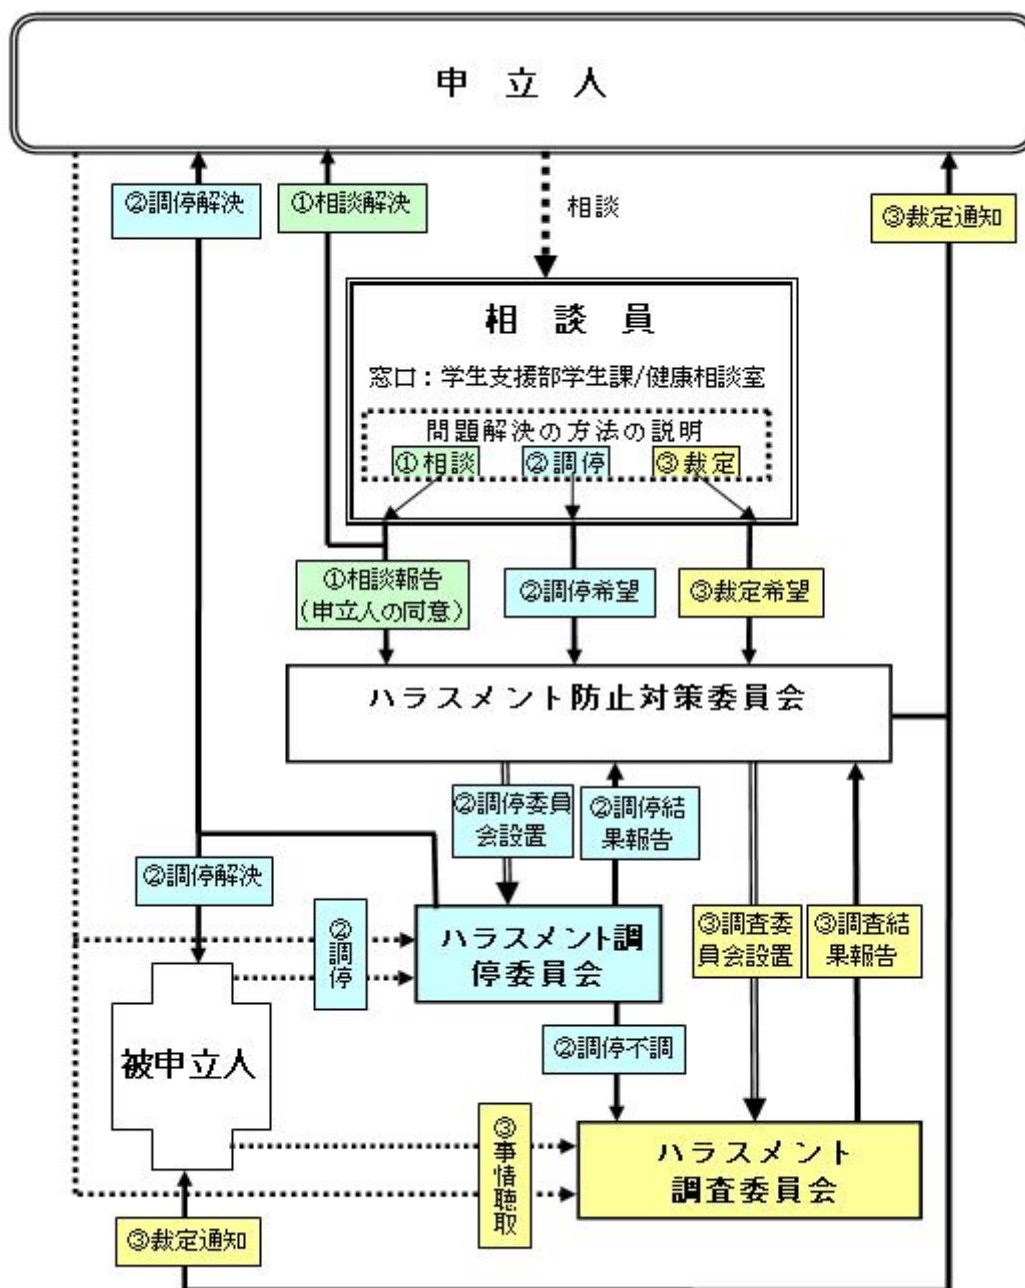 申立人
②調停解決
①相談解決
相談
③裁定通知
相談員
窓口：学生支援部学生課/健康相談室
問題解決の方法の説明
①相談
②調停
③裁定
①相談報告
（申立人の同意）
②調停希望
③裁定希望
ハラスメント防止対策委員会
②調停委員
会設置
②調停結
果報告
②調停解決
②調停
ハラスメント調
停委員会
③調査委
員会設置
③調査結
果報告
②調停不調
被申立人
③事情聴取
ハラスメント
調査委員会
③裁定通知